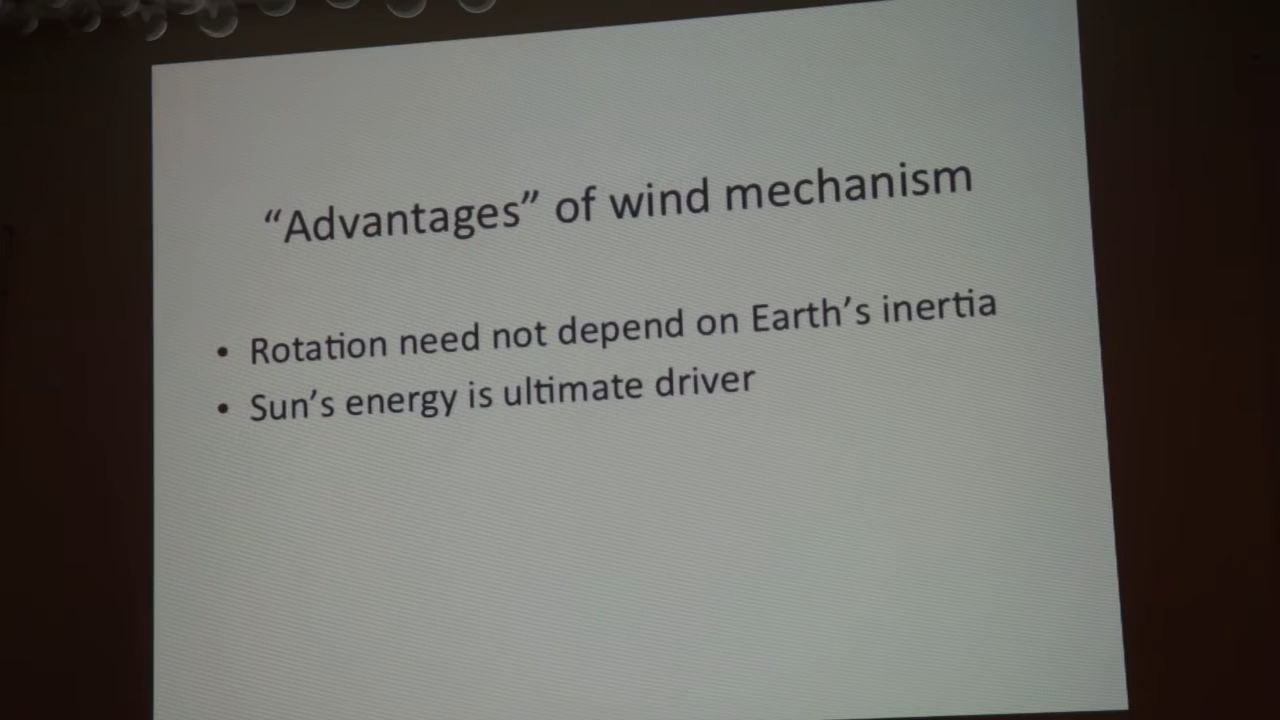 “Advantages” of wind mechanism
• Rotation need not depend on Earth’s inertia
• Sun’s energy is ultimate driver